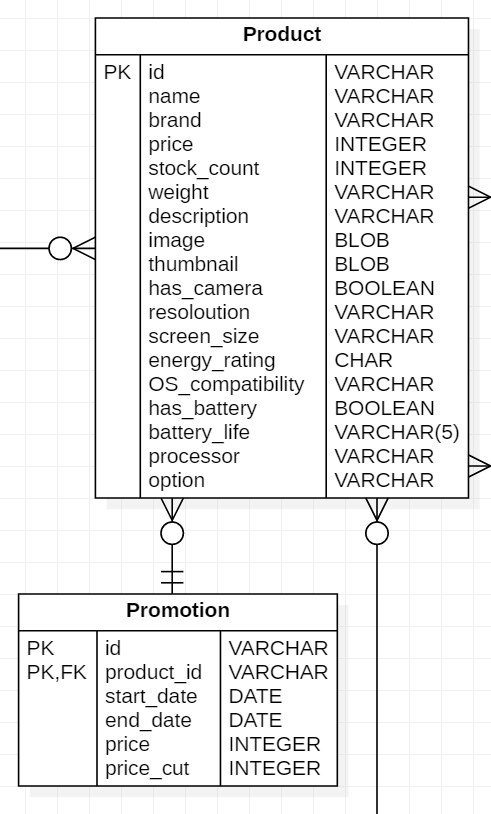 Product
PK id VARCHAR
name VARCHAR
brand VARCHAR
price INTEGER
stock_count INTEGER
weight VARCHAR
description VARCHAR
image BLOB
thumbnail BLOB
has_camera BOOLEAN
resoloution VARCHAR
screen_size VARCHAR
energy_rating CHAR
OS_compatibility VARCHAR
has_battery BOOLEAN
battery_life VARCHAR(5)
processor VARCHAR
option VARCHAR
Promotion
PK id VARCHAR
PK,FK product_id VARCHAR
start_date DATE
end_date DATE
price INTEGER
price_cut INTEGER